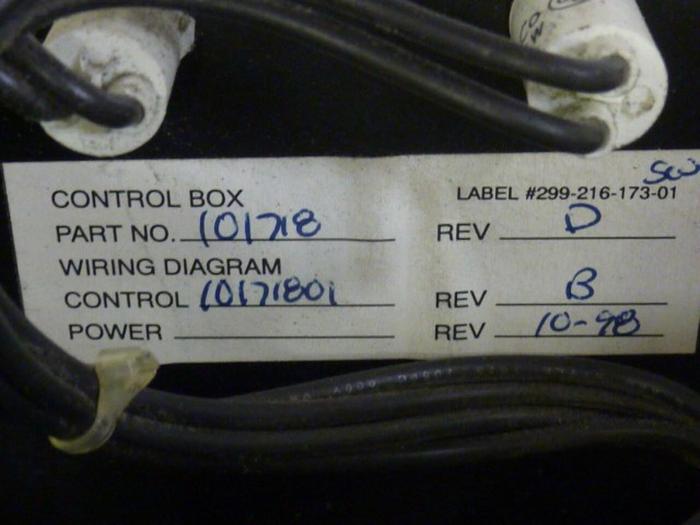 CO
W
SW
CONTROL BOX LABEL #299-216-173-01
PART NO. 101718 REV D
WIRING DIAGRAM
CONTROL 10171801 REV B
POWER REV 10-98